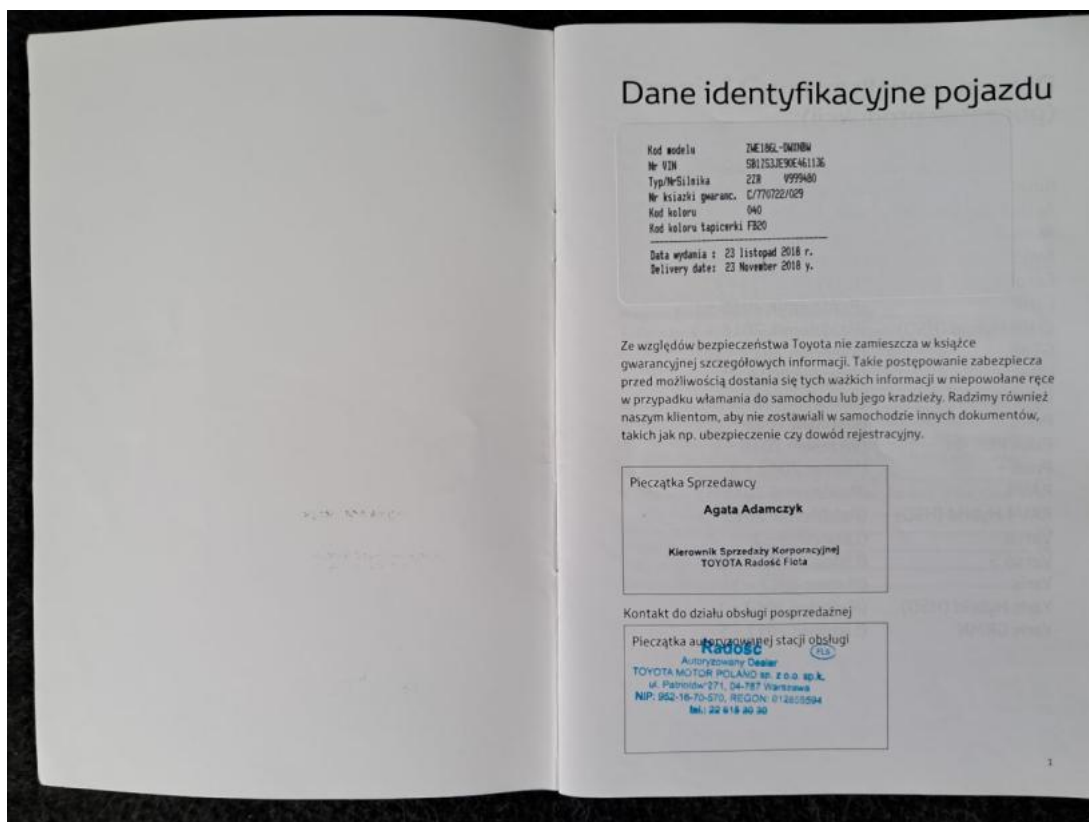 Dane identyfikacyjne pojazdu
Kod modelu ZWE186L-DWXNBW
Nr VIN SB1ZS3JE90E461136
Typ/NrSilnika 2ZR V999480
Nr ksiazki gwaranc. C/770722/029
Kod koloru 040
Kod koloru tapicerki FB20
Data wydania : 23 listopad 2018 r.
Delivery date: 23 November 2018 y.
Ze względów bezpieczeństwa Toyota nie zamieszcza w książce
gwarancyjnej szczegółowych informacji. Takie postępowanie zabezpiecza
przed możliwością dostania się tych ważkich informacji w niepowołane ręce
w przypadku włamania do samochodu lub jego kradzieży. Radzimy również
naszym klientom, aby nie zostawiali w samochodzie innych dokumentów,
takich jak np. ubezpieczenie czy dowód rejestracyjny.
Pieczątka Sprzedawcy
Agata Adamczyk
Kierownik Sprzedaży Korporacyjnej
TOYOTA Radość Flota
Kontakt do działu obsługi posprzedażnej
Pieczątka autoryzowanej stacji obsługi
Radość
FLS
Autoryzowany Dealer
TOYOTA MOTOR POLAND sp. z o.o. sp.k.
ul. Patriotów 271, 04-787 Warszawa
NIP: 952-16-70-570, REGON:
tel.: 22 615 30 30
1